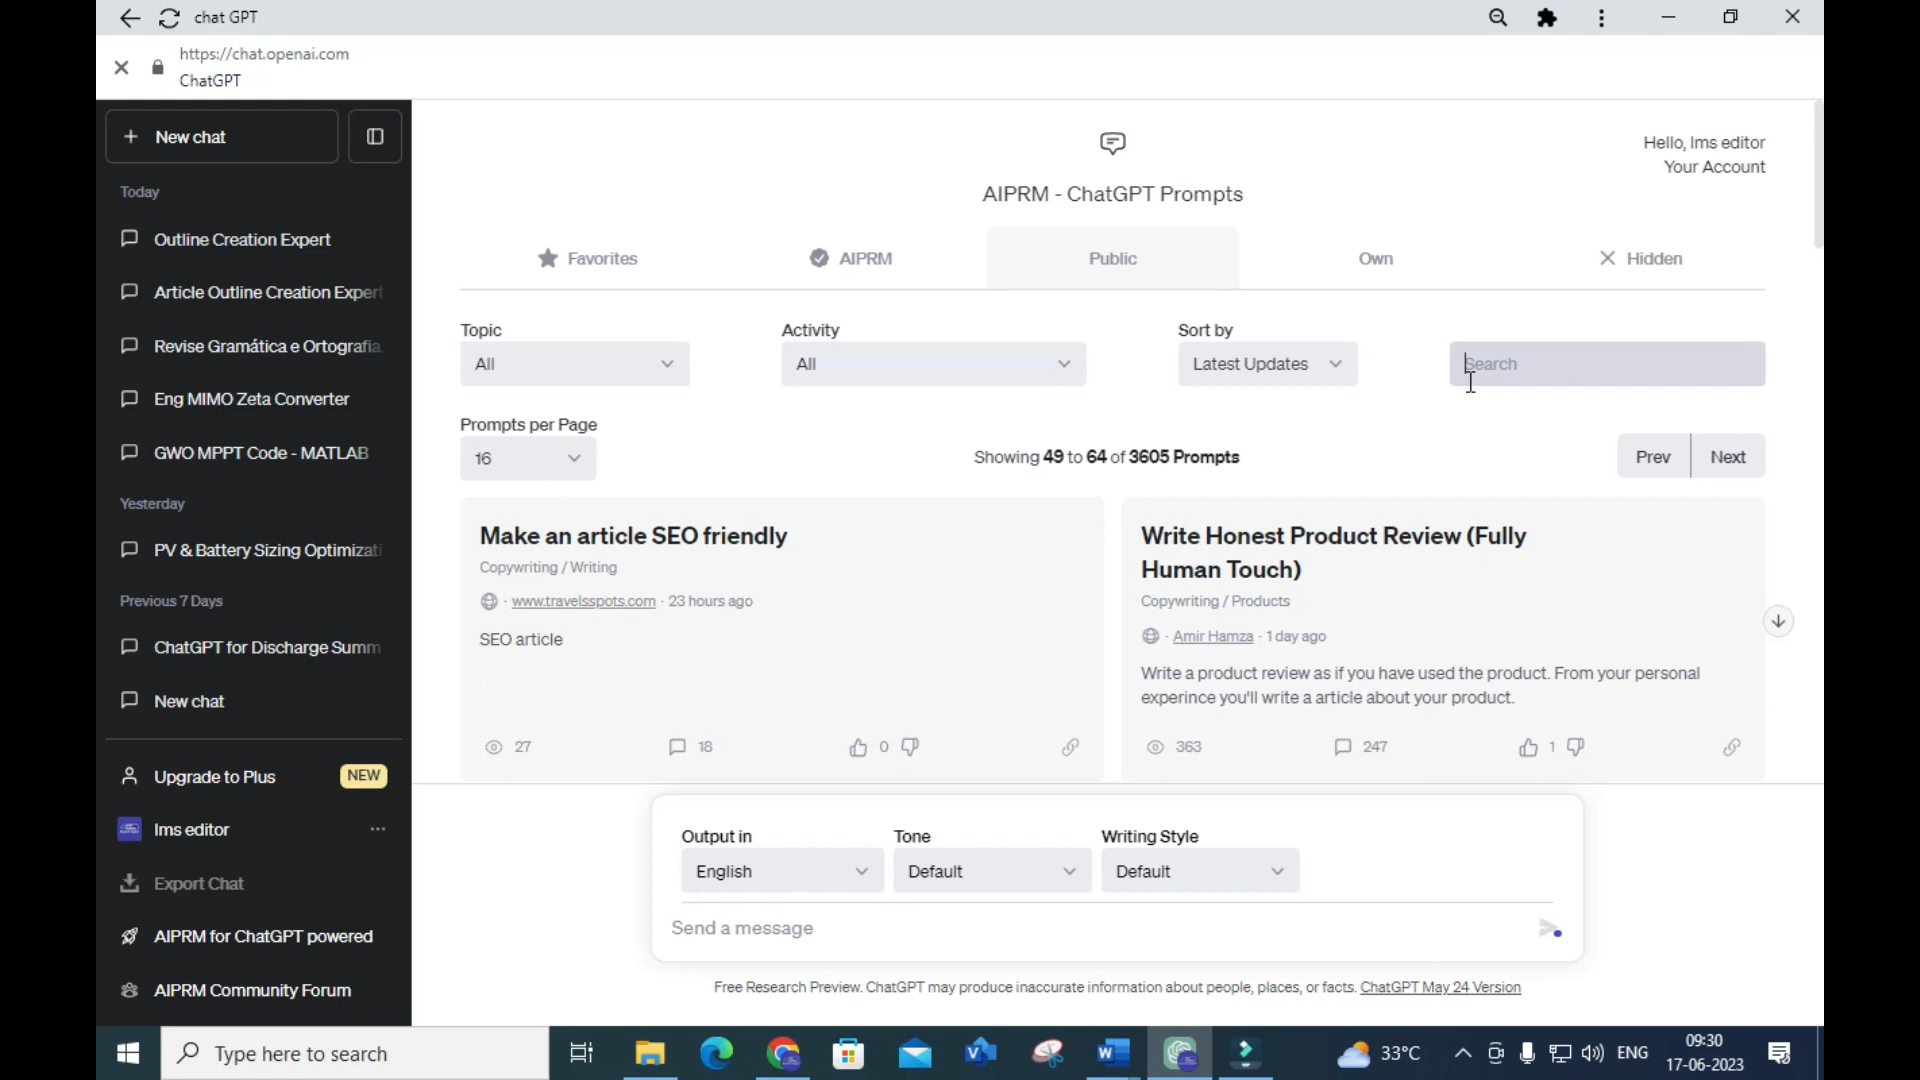 chat GPT
https://chat.openai.com
ChatGPT
New chat
Today
Outline Creation Expert
Article Outline Creation Expert
Revise Gramática e Ortografia.
Eng MIMO Zeta Converter
GWO MPPT Code - MATLAB
Yesterday
PV & Battery Sizing Optimizati
Previous 7 Days
ChatGPT for Discharge Summ
New chat
Upgrade to Plus NEW
lms editor
Export Chat
AIPRM for ChatGPT powered
AIPRM Community Forum
Hello, lms editor
Your Account
AIPRM - ChatGPT Prompts
Favorites AIPRM Public Own Hidden
Topic Activity Sort by
All All Latest Updates Search
Prompts per Page
16 Showing 49 to 64 of 3605 Prompts Prev Next
Make an article SEO friendly
Copywriting / Writing
· www.travelsspots.com · 23 hours ago
SEO article
27 18 0
Write Honest Product Review (Fully
Human Touch)
Copywriting / Products
· Amir Hamza · 1 day ago
Write a product review as if you have used the product. From your personal
experince you'll write a article about your product.
363 247 1
Output in Tone Writing Style
English Default Default
Send a message
Free Research Preview. ChatGPT may produce inaccurate information about people, places, or facts. ChatGPT May 24 Version
Type here to search
33°C ENG
09:30
17-06-2023